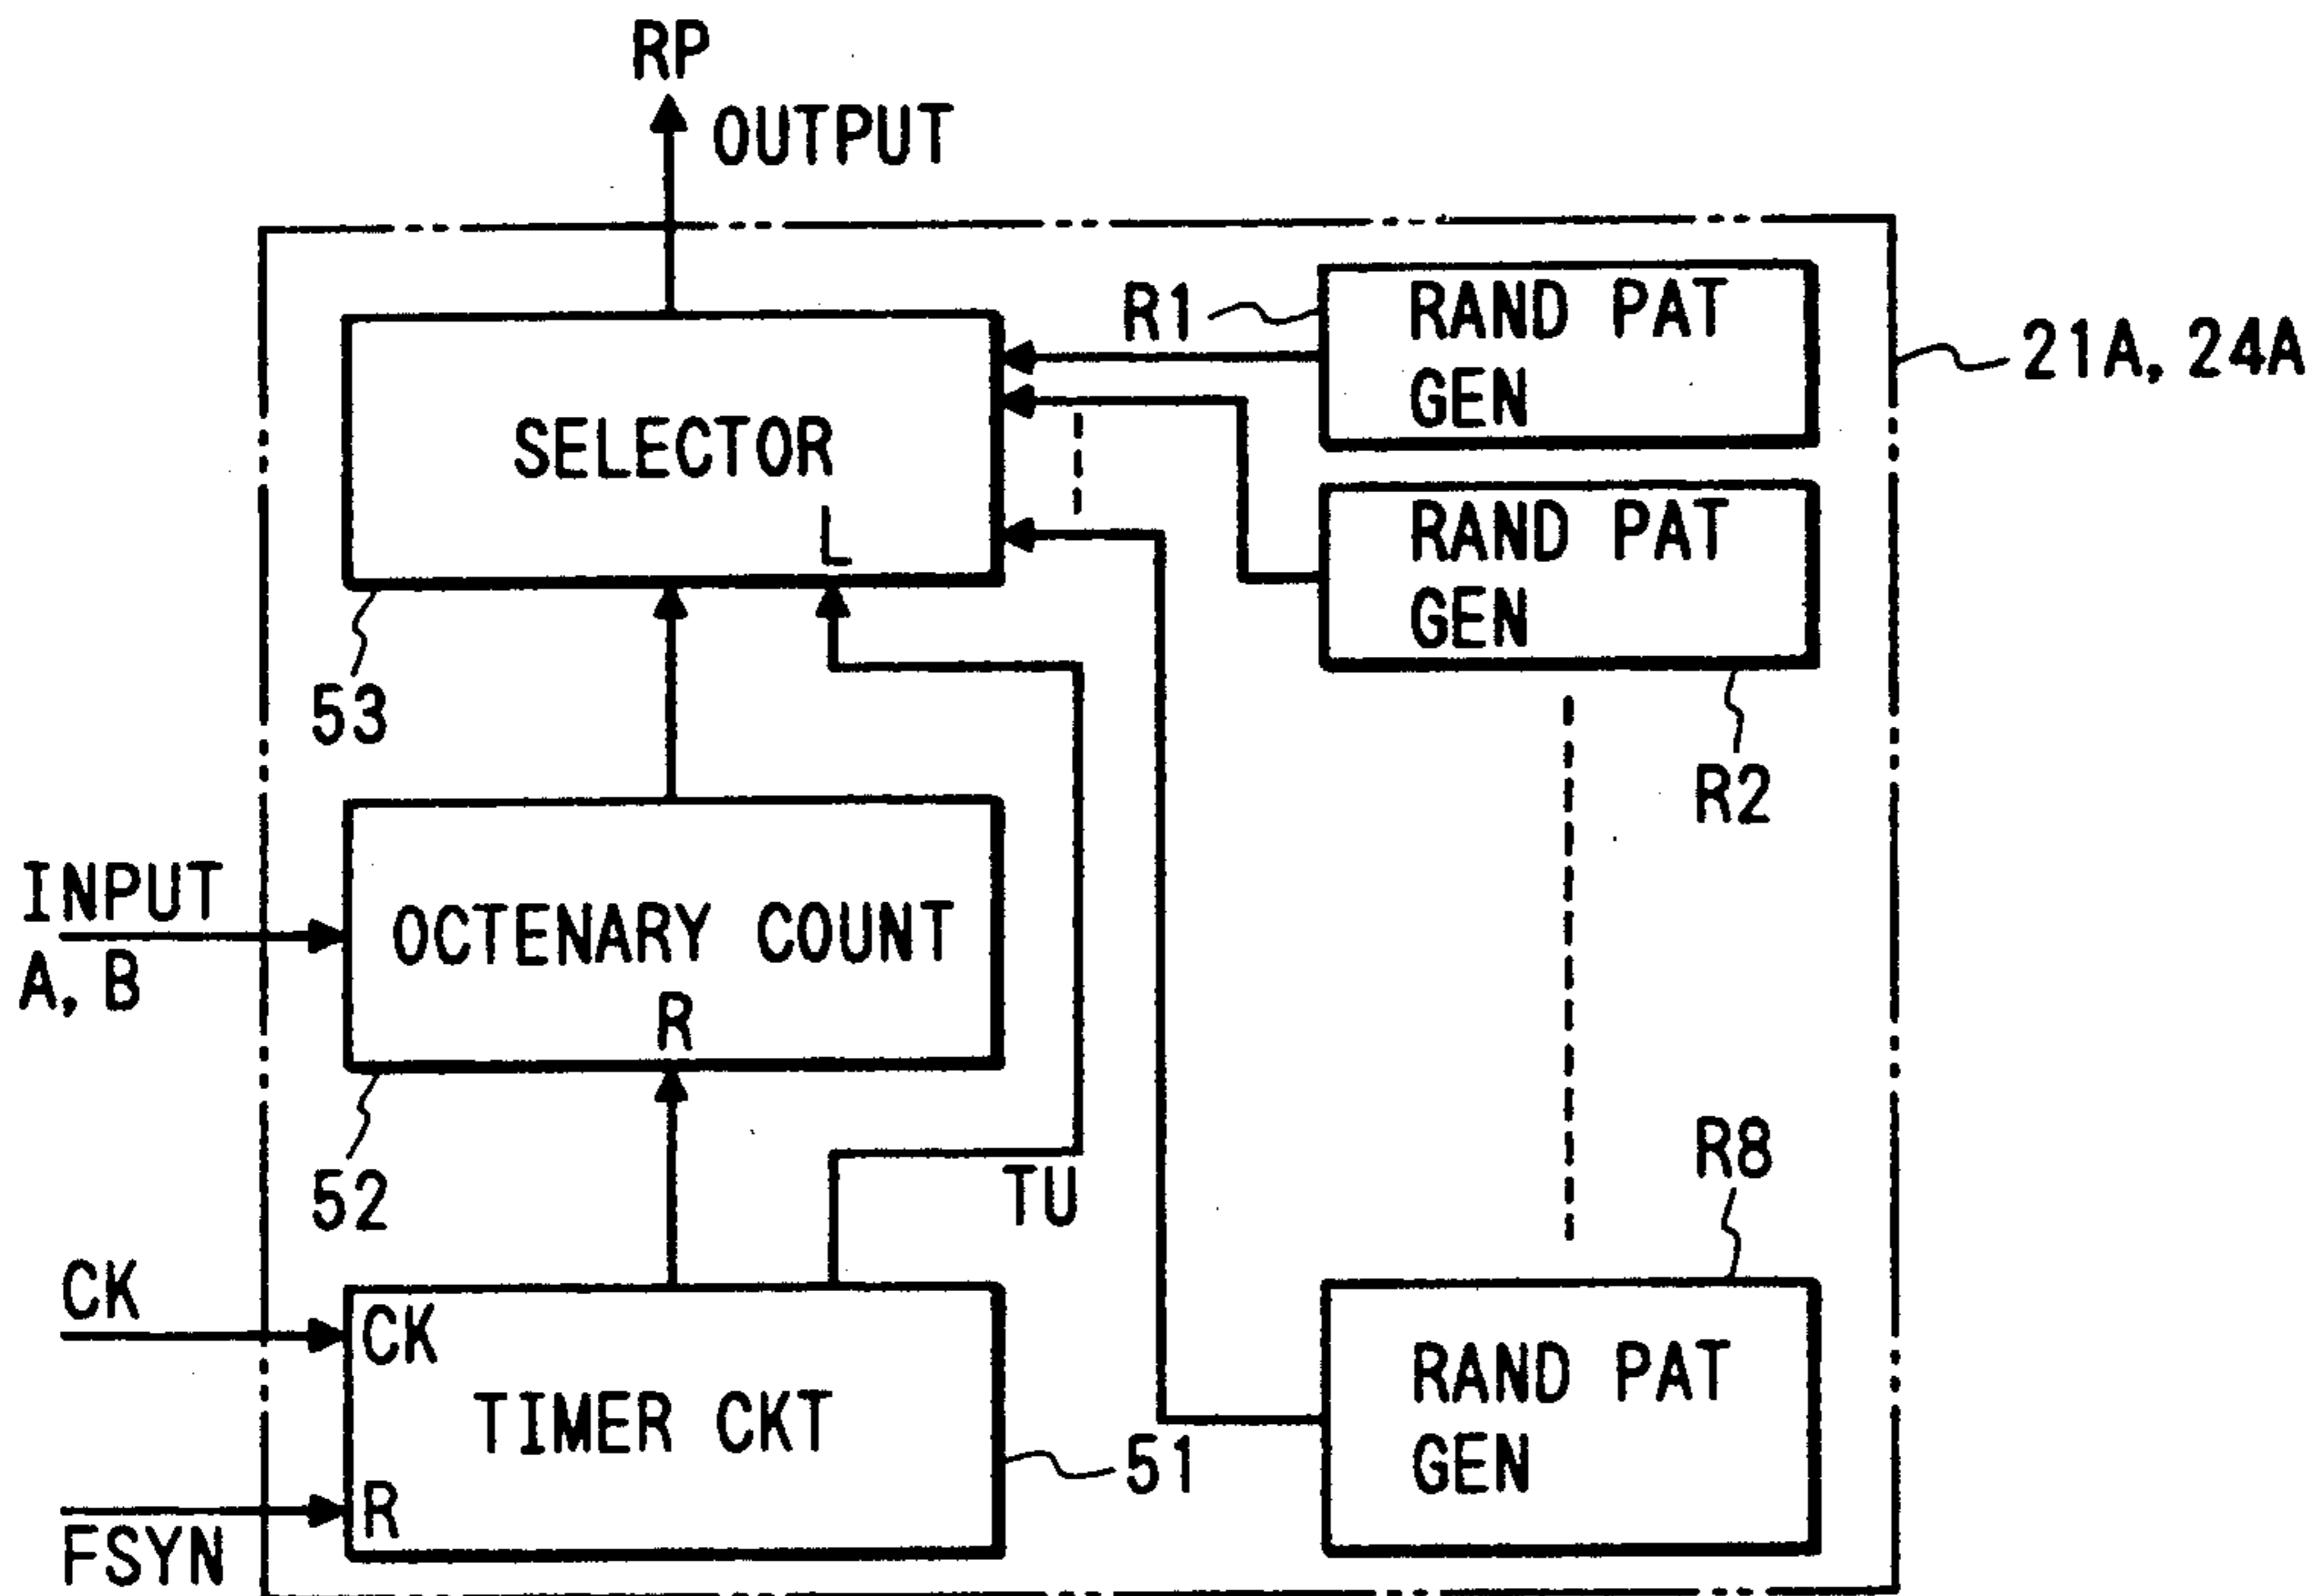 RP
OUTPUT
R1
RAND PAT
GEN
21A, 24A
SELECTOR
L
RAND PAT
GEN
53
R2
INPUT
A, B
OCTENARY COUNT
R
52
TU
R8
CK
CK
TIMER CKT
R
FSYN
51
RAND PAT
GEN